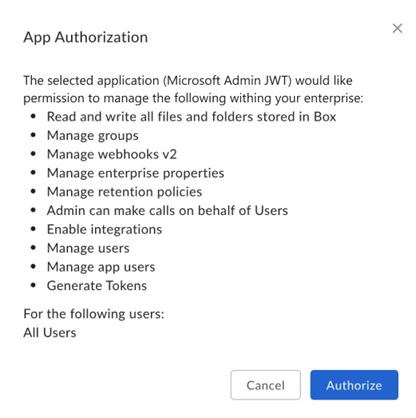 App Authorization
The selected application (Microsoft Admin JWT) would like
permission to manage the following withing your enterprise:
• Read and write all files and folders stored in Box
• Manage groups
• Manage webhooks v2
• Manage enterprise properties
• Manage retention policies
• Admin can make calls on behalf of Users
• Enable integrations
• Manage users
• Manage app users
• Generate Tokens
For the following users:
All Users
Cancel Authorize